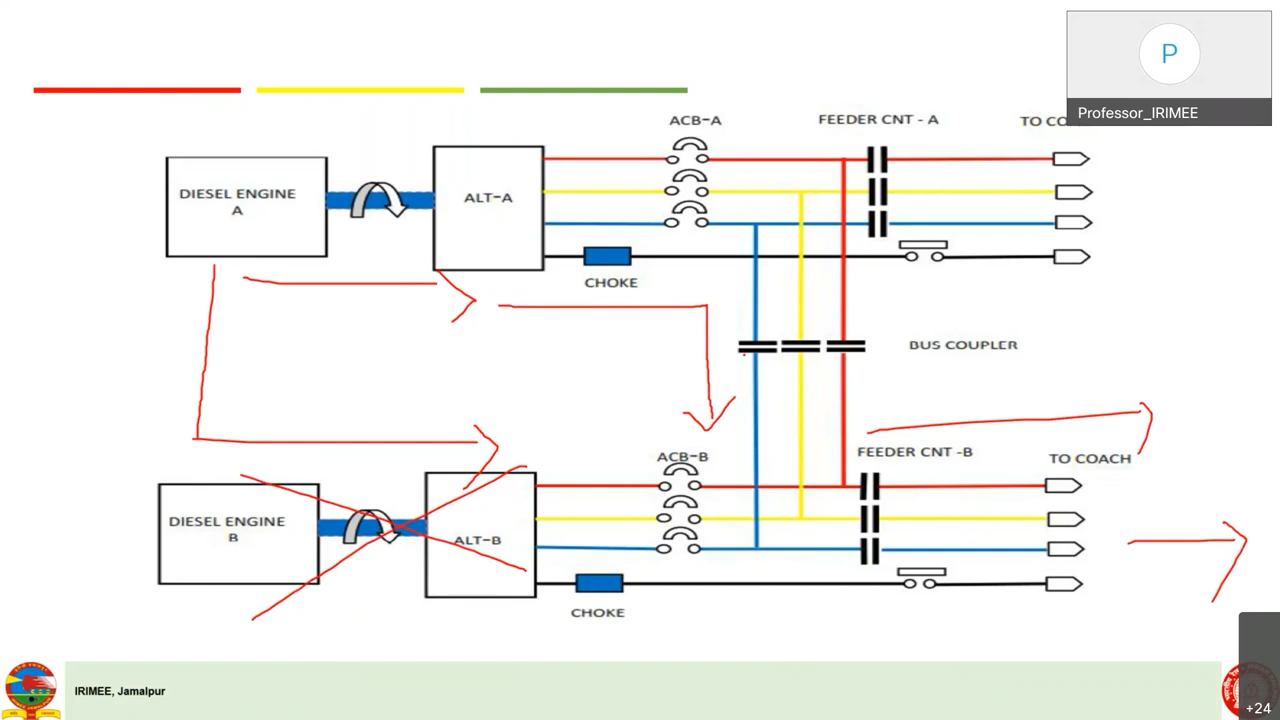 P
Professor_IRIMEE
ACB-A
FEEDER CNT - A
TO CO
DIESEL ENGINE
A
ALT-A
CHOKE
BUS COUPLER
ACB-B
FEEDER CNT -B
TO COACH
DIESEL ENGINE
B
ALT-B
CHOKE
IRIMEE, Jamalpur
+24